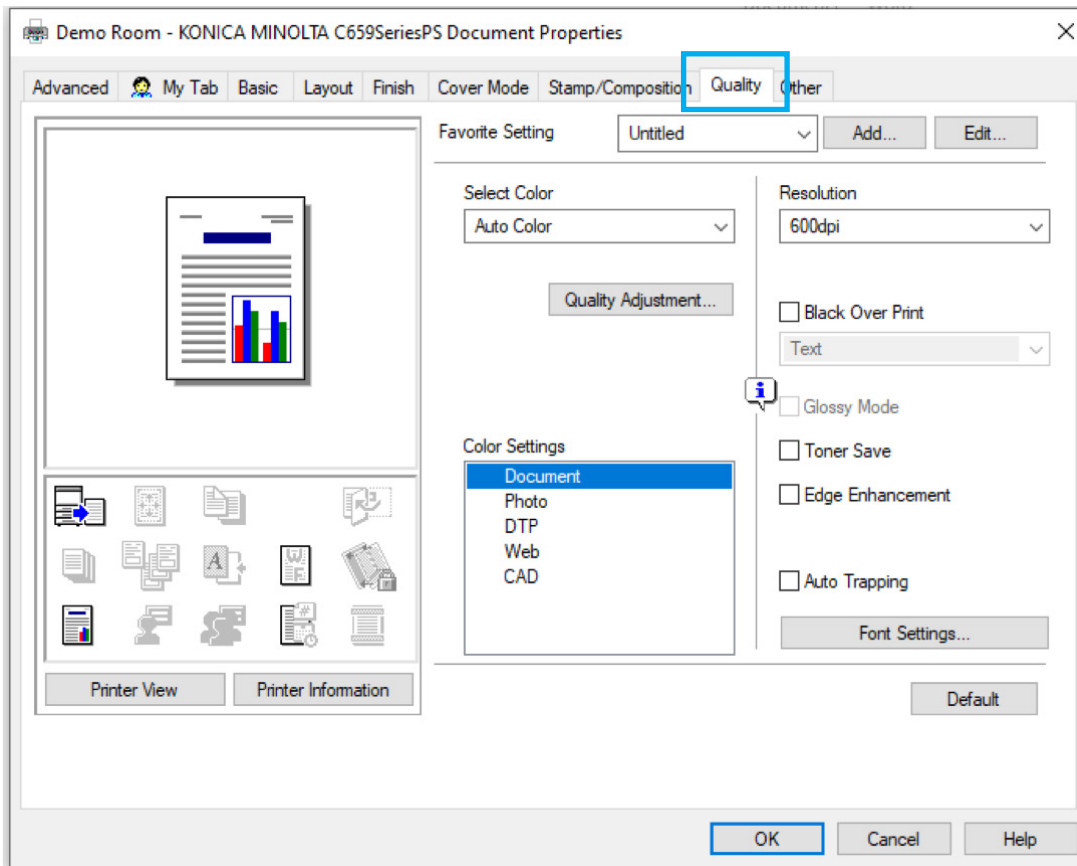 Demo Room - KONICA MINOLTA C659SeriesPS Document Properties
Advanced My Tab Basic Layout Finish Cover Mode Stamp/Composition Quality Other
Favorite Setting Untitled Add... Edit...
Select Color Resolution
Auto Color 600dpi
Quality Adjustment... Black Over Print
Text
Glossy Mode
Color Settings Toner Save
Document
Photo Edge Enhancement
DTP
Web
CAD Auto Trapping
Font Settings...
Printer View Printer Information Default
OK Cancel Help